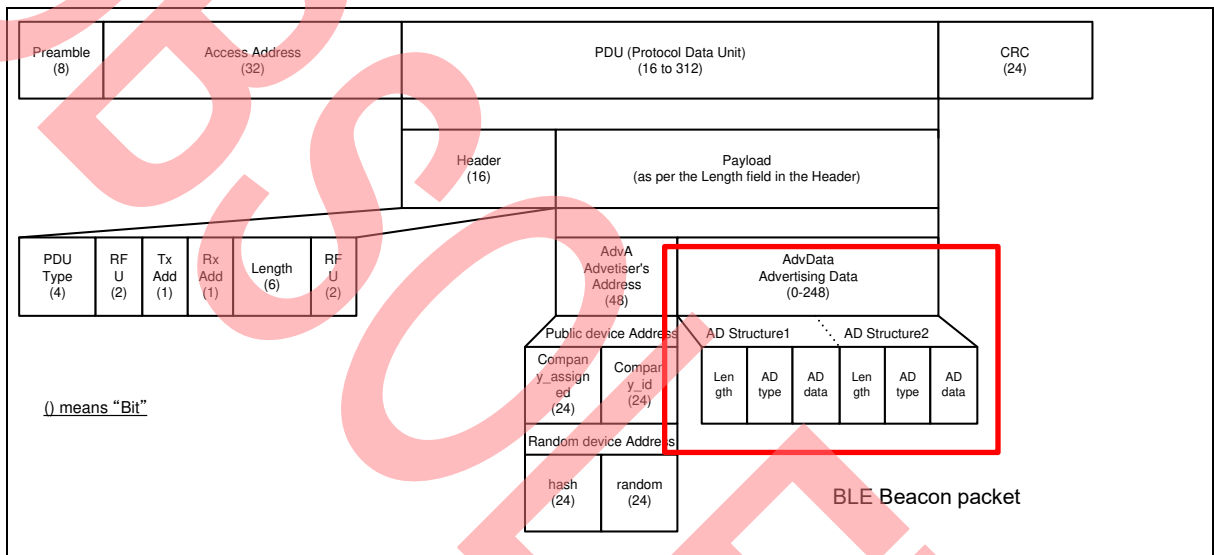 Preamble
(8)
Access Address
(32)
PDU (Protocol Data Unit)
(16 to 312)
CRC
(24)
Header
(16)
Payload
(as per the Length field in the Header)
PDU
Type
(4)
RF
U
(2)
Tx
Add
(1)
Rx
Add
(1)
Length
(6)
RF
U
(2)
AdvA
Advetiser's
Address
(48)
AdvData
Advertising Data
(0-248)
Public device Address
AD Structure1
AD Structure2
Compan
y_assign
ed
(24)
Compan
y_id
(24)
Len
gth
AD
type
AD
data
Len
gth
AD
type
AD
data
() means “Bit”
Random device Address
hash
(24)
random
(24)
BLE Beacon packet